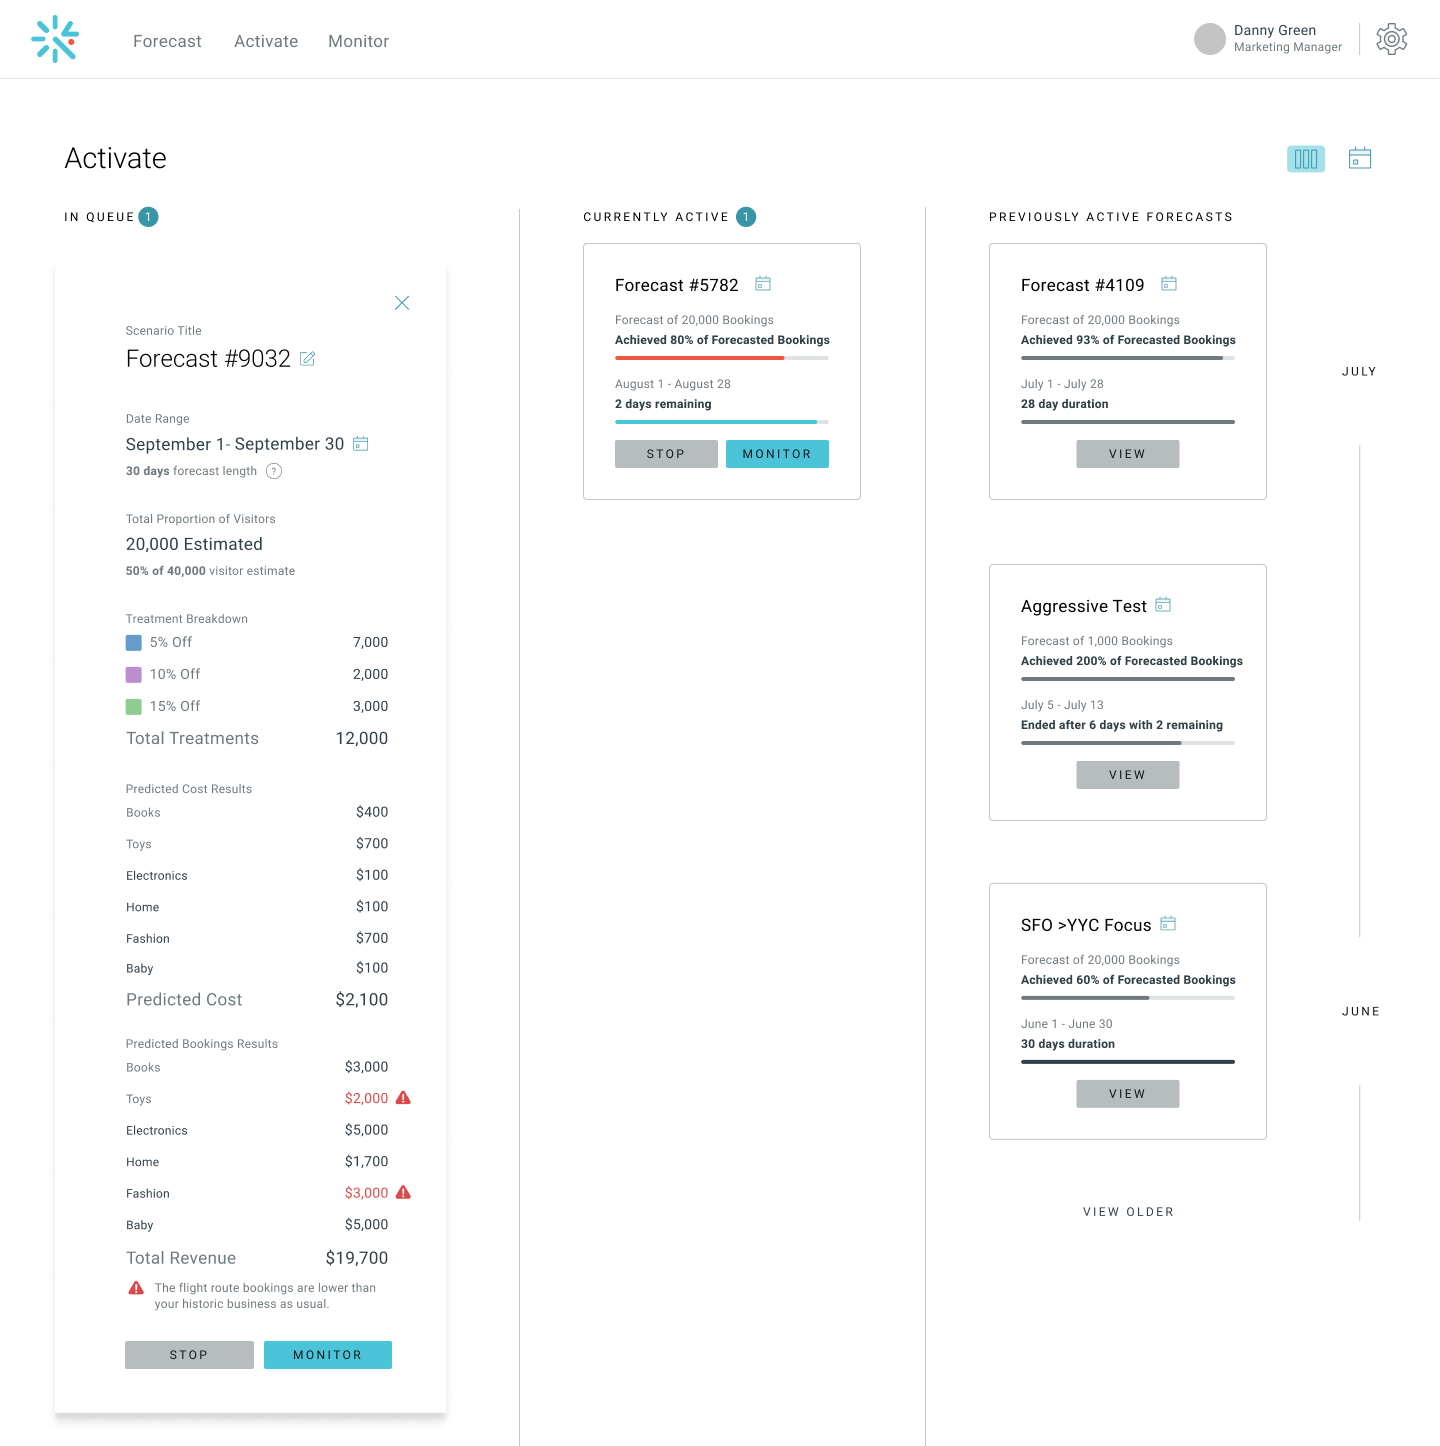 Forecast
Activate
Monitor
Danny Green
Marketing Manager
Activate
IN QUEUE 1
Scenario Title
Forecast #9032
Date Range
September 1- September 30
30 days forecast length ?
Total Proportion of Visitors
20,000 Estimated
50% of 40,000 visitor estimate
Treatment Breakdown
5% Off 7,000
10% Off 2,000
15% Off 3,000
Total Treatments 12,000
Predicted Cost Results
Books $400
Toys $700
Electronics $100
Home $100
Fashion $700
Baby $100
Predicted Cost $2,100
Predicted Bookings Results
Books $3,000
Toys $2,000
Electronics $5,000
Home $1,700
Fashion $3,000
Baby $5,000
Total Revenue $19,700
The flight route bookings are lower than
your historic business as usual.
STOP
MONITOR
CURRENTLY ACTIVE 1
Forecast #5782
Forecast of 20,000 Bookings
Achieved 80% of Forecasted Bookings
August 1 - August 28
2 days remaining
STOP
MONITOR
PREVIOUSLY ACTIVE FORECASTS
Forecast #4109
Forecast of 20,000 Bookings
Achieved 93% of Forecasted Bookings
July 1 - July 28
28 day duration
VIEW
Aggressive Test
Forecast of 1,000 Bookings
Achieved 200% of Forecasted Bookings
July 5 - July 13
Ended after 6 days with 2 remaining
VIEW
SFO >YYC Focus
Forecast of 20,000 Bookings
Achieved 60% of Forecasted Bookings
June 1 - June 30
30 days duration
VIEW
VIEW OLDER
JULY
JUNE